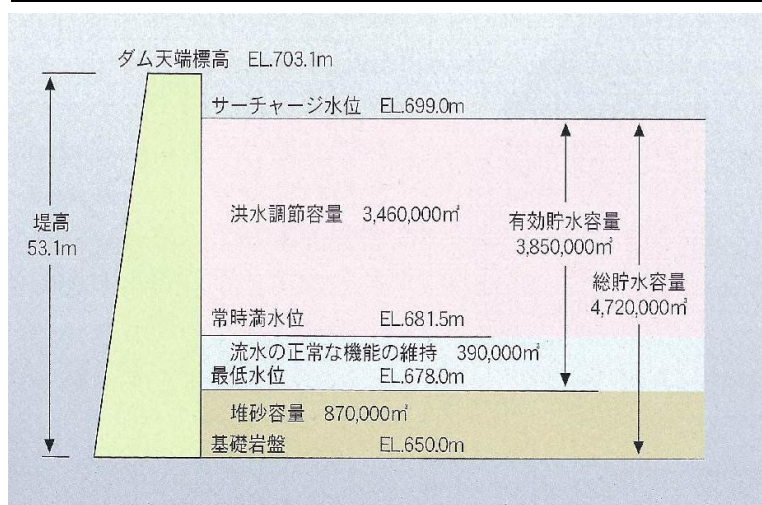 ダム天端標高 EL.703.1m
サーチャージ水位 EL.699.0m
洪水調節容量 3,460,000㎥
有効貯水容量
3,850,000㎥
堤高
53.1m
総貯水容量
4,720,000㎥
常時満水位 EL.681.5m
流水の正常な機能の維持 390,000㎥
最低水位 EL.678.0m
堆砂容量 870,000㎥
基礎岩盤 EL.650.0m